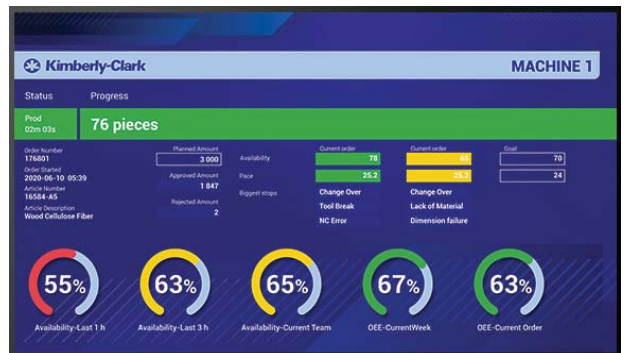 Kimberly-Clark
MACHINE 1
Status Progress
Prod
02m 03s
76 pieces
Order Number
176801
Order Started
2020-06-10 05:39
Article Number
16584-A5
Article Description
Wood Cellulose Fiber
Planned Amount
3 000
Approved Amount
1 847
Rejected Amount
2
Current order Current order Goal
Availability 78 65 70
Pace 25.2 25.2 24
Biggest stops Change Over Change Over
Tool Break Lack of Material
NC Error Dimension failure
55% 63% 65% 67% 63%
Availability-Last 1 h Availability-Last 3 h Availability-Current Team OEE-CurrentWeek OEE-Current Order